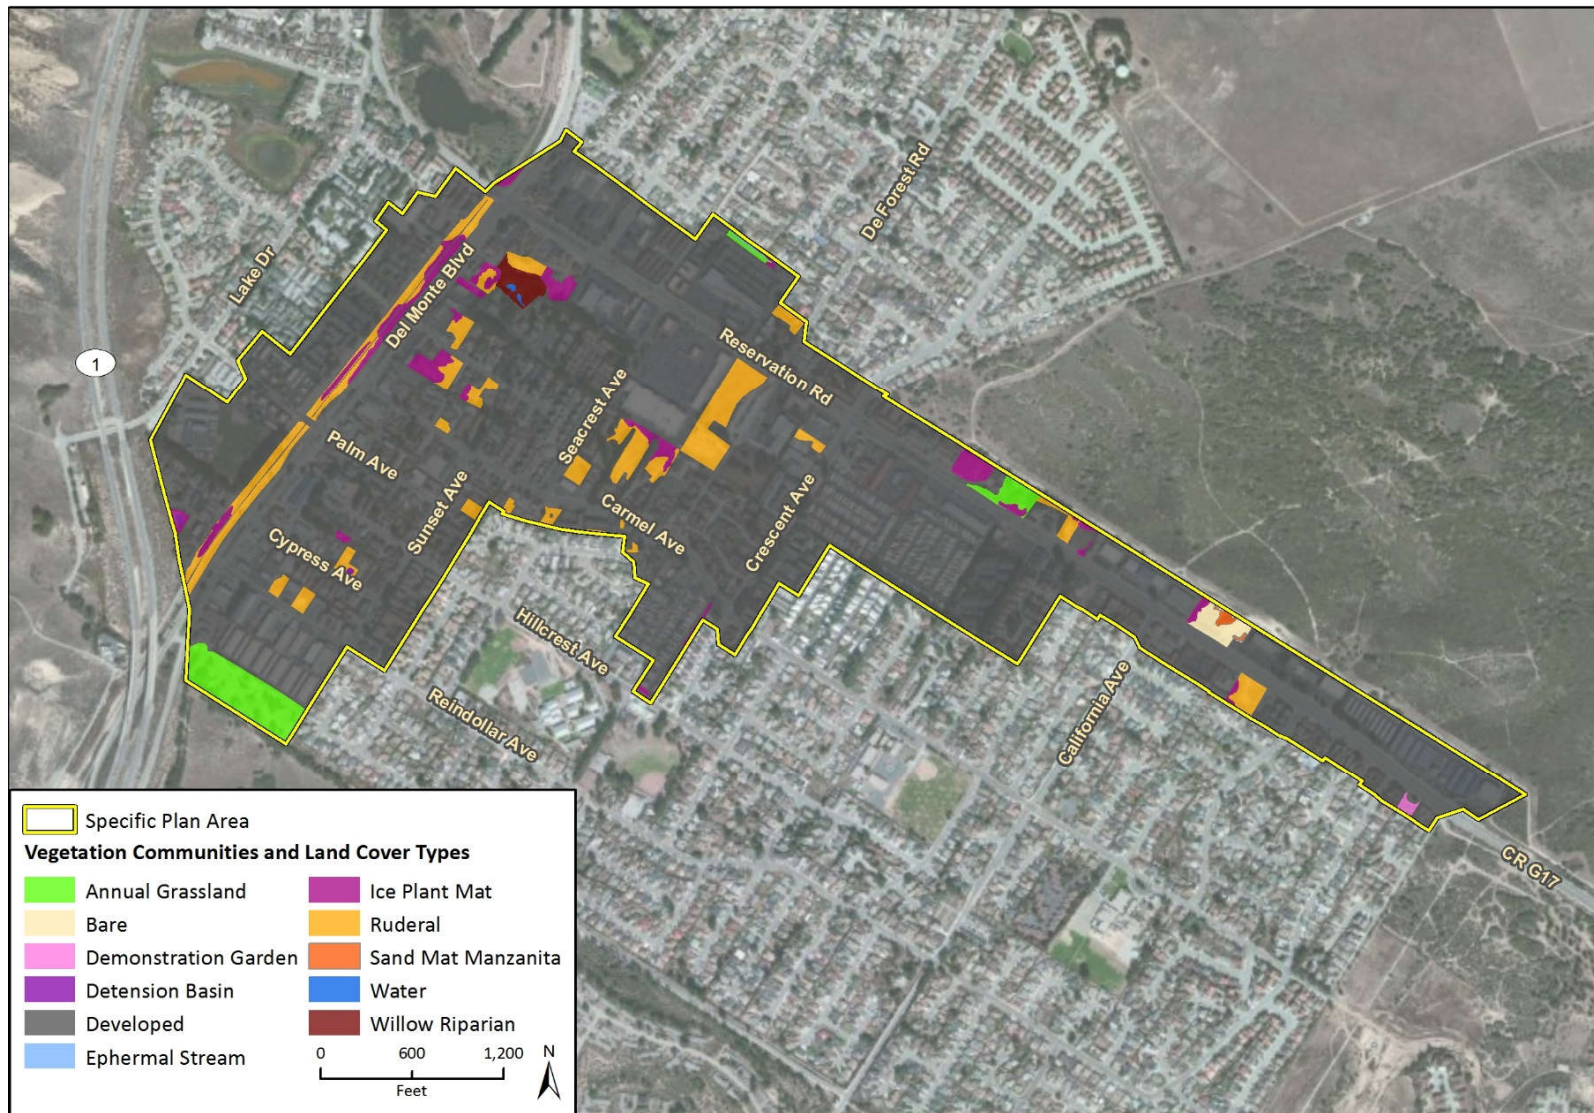 De Forest Rd
Lake Dr
Del Monte Blvd
1
Reservation Rd
Seacrest Ave
Palm Ave
Sunset Ave
Carmel Ave
Crescent Ave
Cypress Ave
Hillcrest Ave
Reindollar Ave
California Ave
CR G17
Specific Plan Area
Vegetation Communities and Land Cover Types
Annual Grassland
Bare
Demonstration Garden
Detension Basin
Developed
Ephermal Stream
Ice Plant Mat
Ruderal
Sand Mat Manzanita
Water
Willow Riparian
0 600 1,200
Feet
N